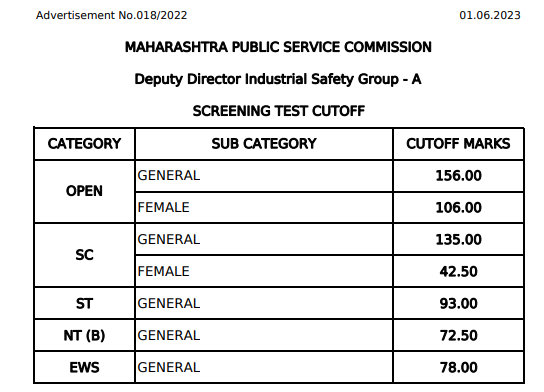 Advertisement No.018/2022 01.06.2023
MAHARASHTRA PUBLIC SERVICE COMMISSION
Deputy Director Industrial Safety Group - A
SCREENING TEST CUTOFF
CATEGORY SUB CATEGORY CUTOFF MARKS
OPEN GENERAL 156.00
FEMALE 106.00
SC GENERAL 135.00
FEMALE 42.50
ST GENERAL 93.00
NT (B) GENERAL 72.50
EWS GENERAL 78.00